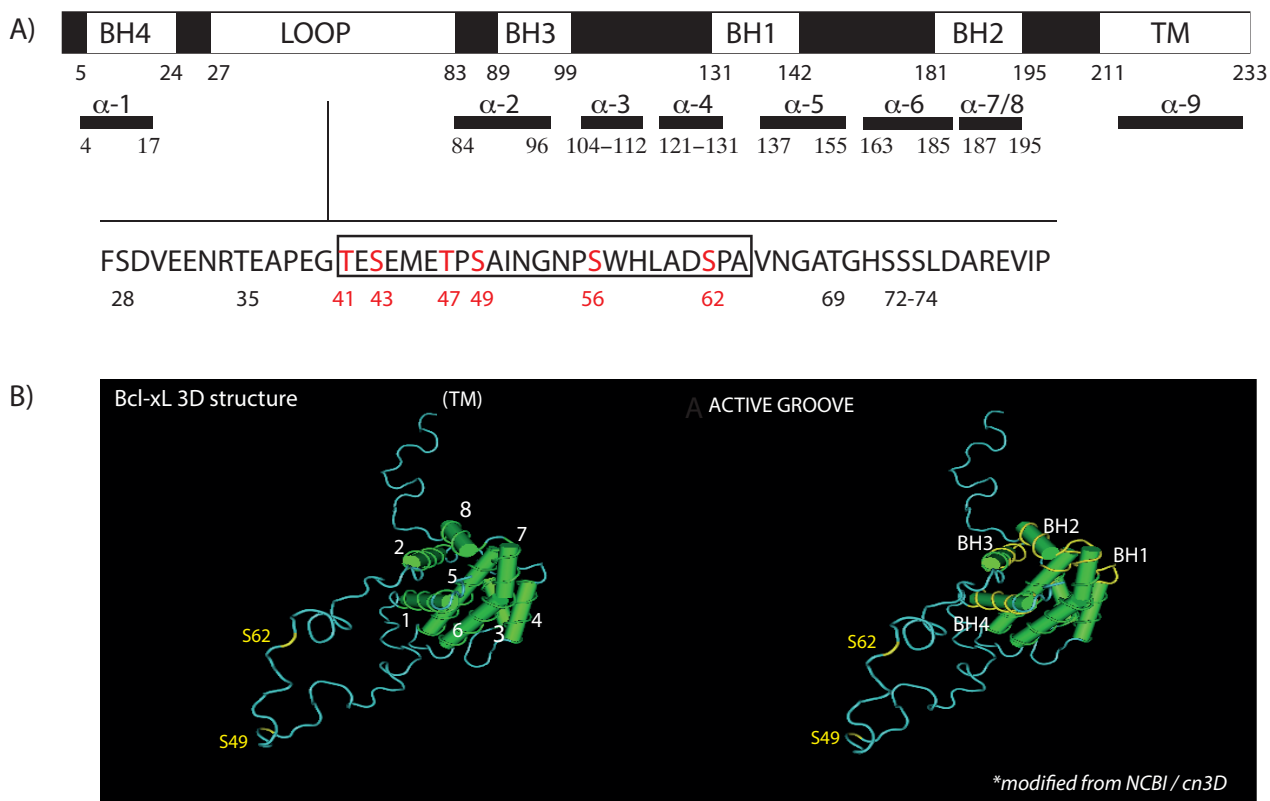 A)
BH4 LOOP BH3 BH1 BH2 TM
5 24 27 83 89 99 131 142 181 195 211 233
α-1 α-2 α-3 α-4 α-5 α-6 α-7/8 α-9
4 17 84 96 104–112 121–131 137 155 163 185 187 195
FSDVEENRTEAPEGTESEMETPSAINGNPSWHLADSPAVNGATGHSSSLDAREVIP
28 35 41 43 47 49 56 62 69 72-74
B)
Bcl-xL 3D structure (TM) A ACTIVE GROOVE
8
7
2
5
1
6
3
4
S62
S49
BH2
BH3
BH1
BH4
S62
S49
*modified from NCBI / cn3D